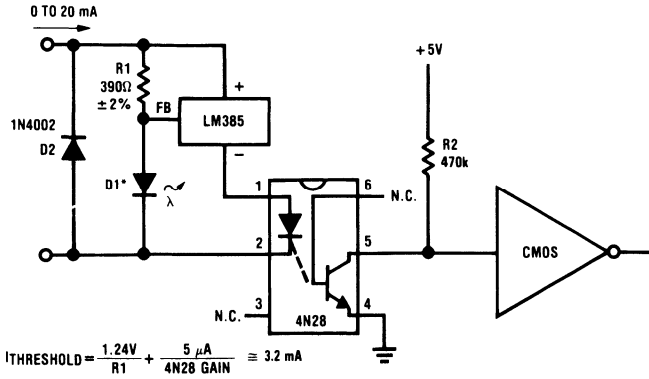 0 TO 20 mA
R1
390Ω
±2%
FB
+
LM385
−
1N4002
D2
D1*
λ
1
2
3
N.C.
4N28
6
N.C.
5
4
+5V
R2
470k
CMOS
ITHRESHOLD = 1.24V / R1 + 5 μA / 4N28 GAIN ≅ 3.2 mA